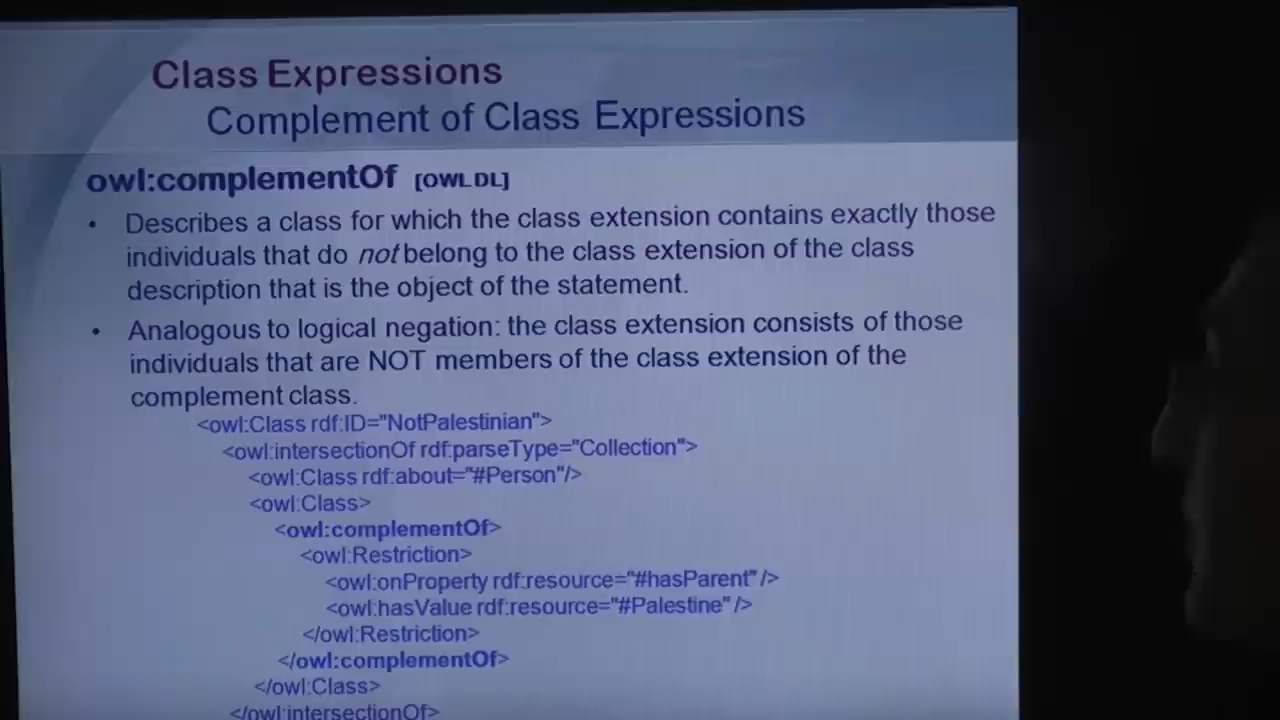 Class Expressions
Complement of Class Expressions
owl:complementOf [OWL DL]
• Describes a class for which the class extension contains exactly those
individuals that do not belong to the class extension of the class
description that is the object of the statement.
• Analogous to logical negation: the class extension consists of those
individuals that are NOT members of the class extension of the
complement class.
<owl:Class rdf:ID="NotPalestinian">
<owl:intersectionOf rdf:parseType="Collection">
<owl:Class rdf:about="#Person"/>
<owl:Class>
<owl:complementOf>
<owl:Restriction>
<owl:onProperty rdf:resource="#hasParent" />
<owl:hasValue rdf:resource="#Palestine" />
</owl:Restriction>
</owl:complementOf>
</owl:Class>
</owl:intersectionOf>